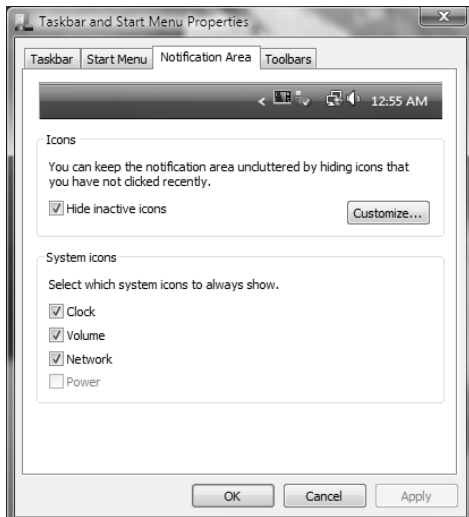 Taskbar and Start Menu Properties
Taskbar Start Menu Notification Area Toolbars
12:55 AM
Icons
You can keep the notification area uncluttered by hiding icons that
you have not clicked recently.
Hide inactive icons
Customize...
System icons
Select which system icons to always show.
Clock
Volume
Network
Power
OK Cancel Apply